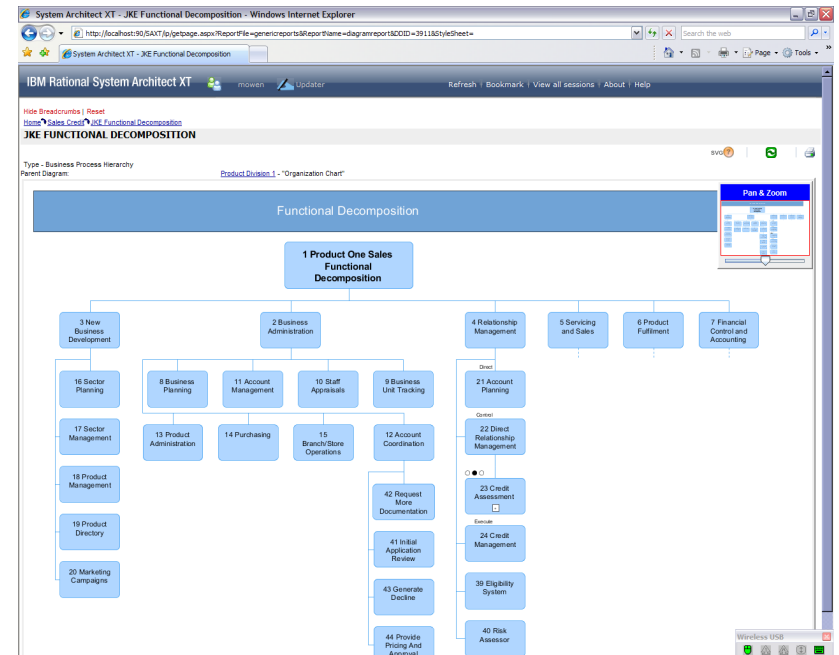 System Architect XT - JKE Functional Decomposition - Windows Internet Explorer
http://localhost:90/SAXT/ip/getpage.aspx?ReportFile=genericreports&ReportName=diagramreport&DDID=3911&StyleSheet=
Search the web
System Architect XT - JKE Functional Decomposition
Page
Tools
IBM Rational System Architect XT
mowen
Updater
Refresh | Bookmark | View all sessions | About | Help
Hide Breadcrumbs | Reset
Home Sales Credit JKE Functional Decomposition
JKE FUNCTIONAL DECOMPOSITION
SVG
Type - Business Process Hierarchy
Parent Diagram:
Product Division 1 - "Organization Chart"
Pan & Zoom
Functional Decomposition
1 Product One Sales
Functional
Decomposition
3 New
Business
Development
2 Business
Administration
4 Relationship
Management
5 Servicing
and Sales
6 Product
Fulfilment
7 Financial
Control and
Accounting
16 Sector
Planning
8 Business
Planning
11 Account
Management
10 Staff
Appraisals
9 Business
Unit Tracking
Direct
21 Account
Planning
17 Sector
Management
13 Product
Administration
14 Purchasing
15
Branch/Store
Operations
12 Account
Coordination
Control
22 Direct
Relationship
Management
18 Product
Management
42 Request
More
Documentation
23 Credit
Assessment
19 Product
Directory
41 Initial
Application
Review
Execute
24 Credit
Management
20 Marketing
Campaigns
43 Generate
Decline
39 Eligibility
System
44 Provide
Pricing And
Approval
40 Risk
Assessor
Wireless USB